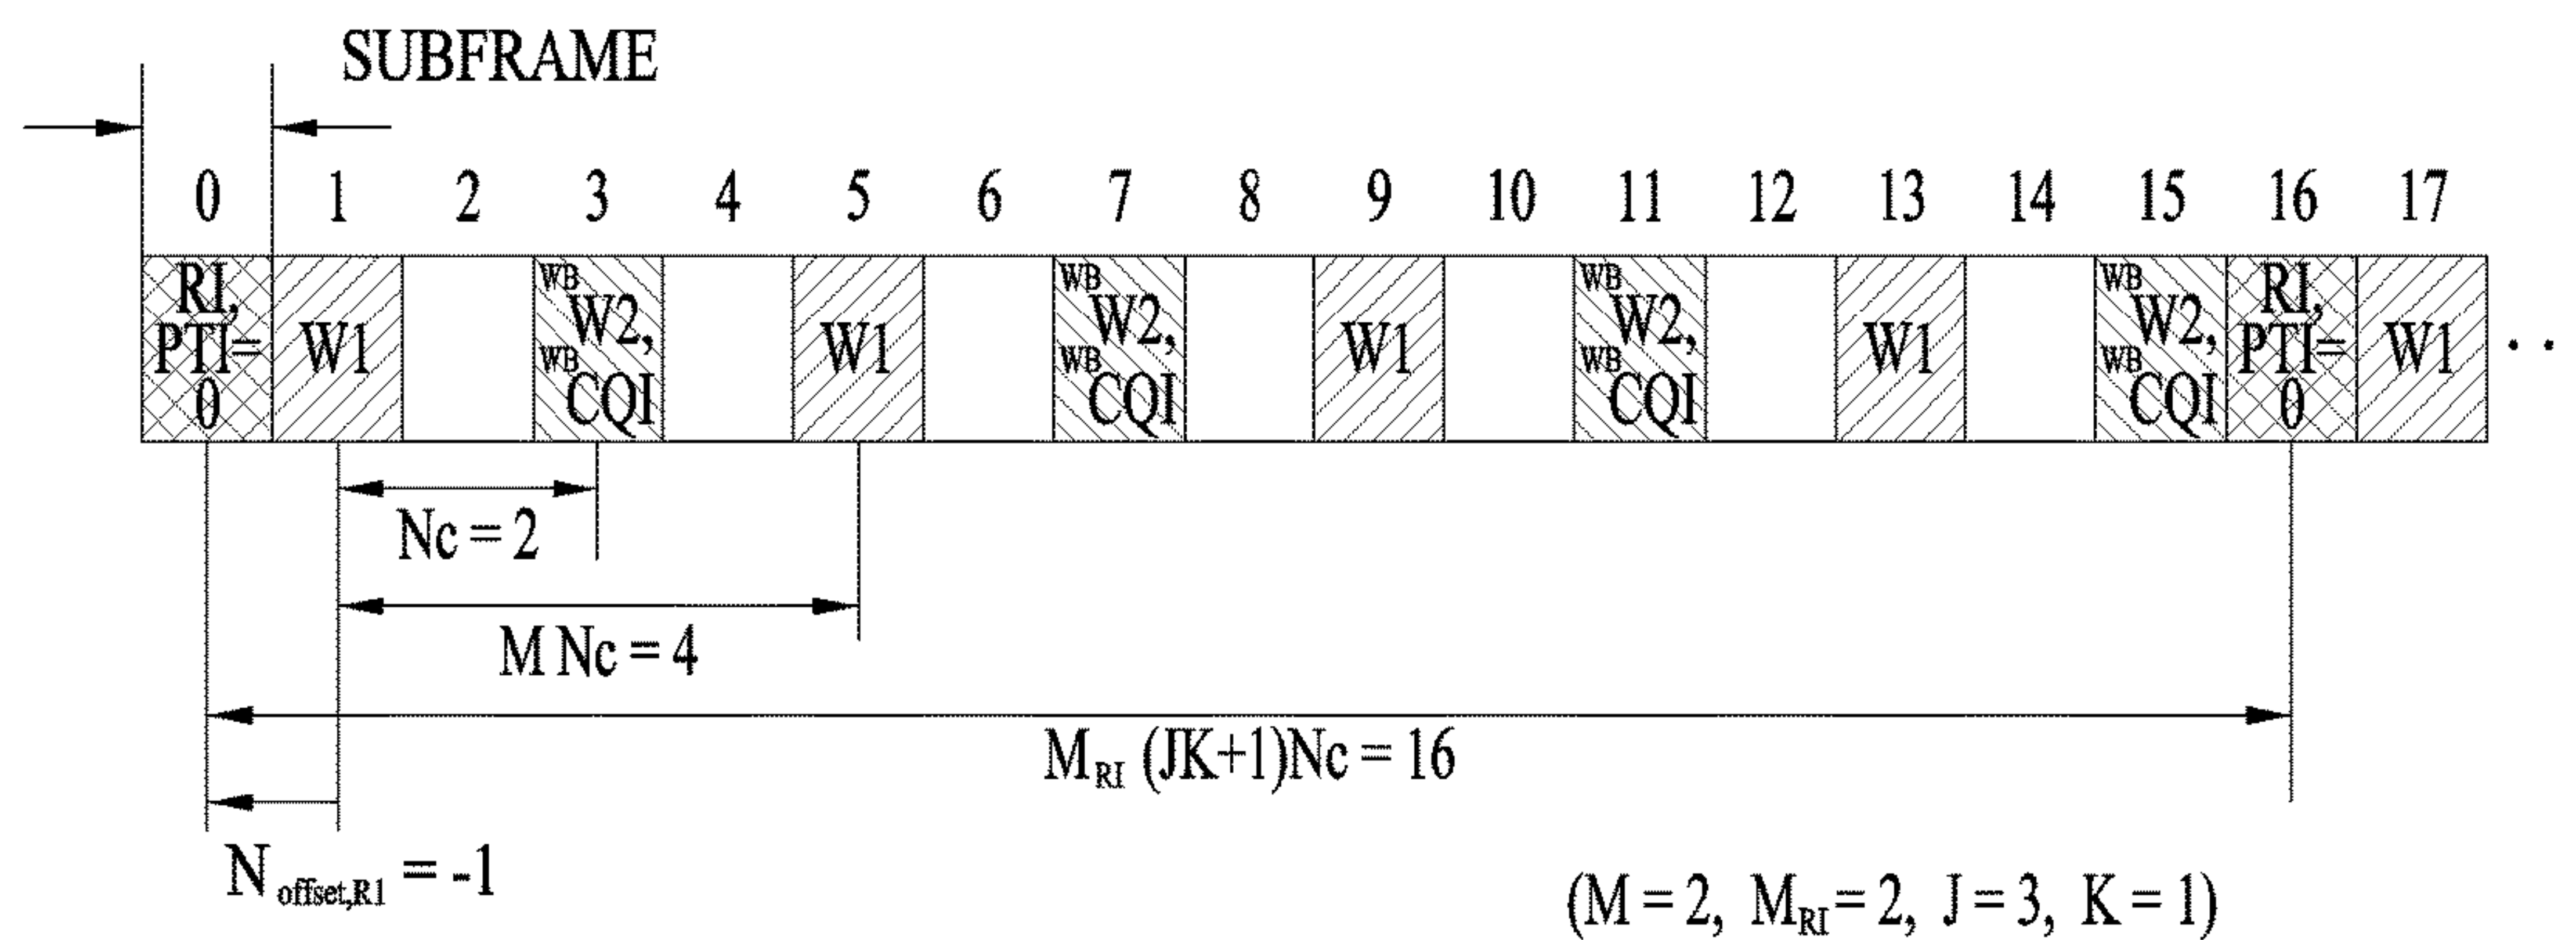 SUBFRAME
0 1 2 3 4 5 6 7 8 9 10 11 12 13 14 15 16 17
RI, PTI= 0
W1
WB W2, WB CQI
W1
WB W2, WB CQI
W1
WB W2, WB CQI
W1
WB W2, WB CQI
RI, PTI= 0
W1
. .
Nc = 2
M Nc = 4
MRI (JK+1)Nc = 16
Noffset,R1 = -1
(M = 2, MRI = 2, J = 3, K = 1)